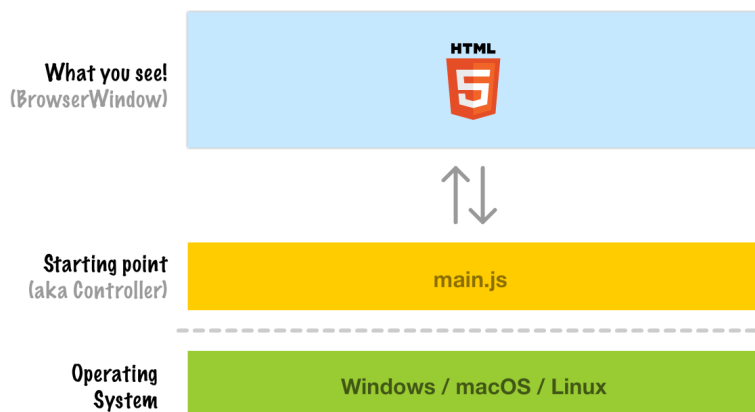 What you see!
(BrowserWindow)
HTML
5
Starting point
(aka Controller)
main.js
Operating
System
Windows / macOS / Linux